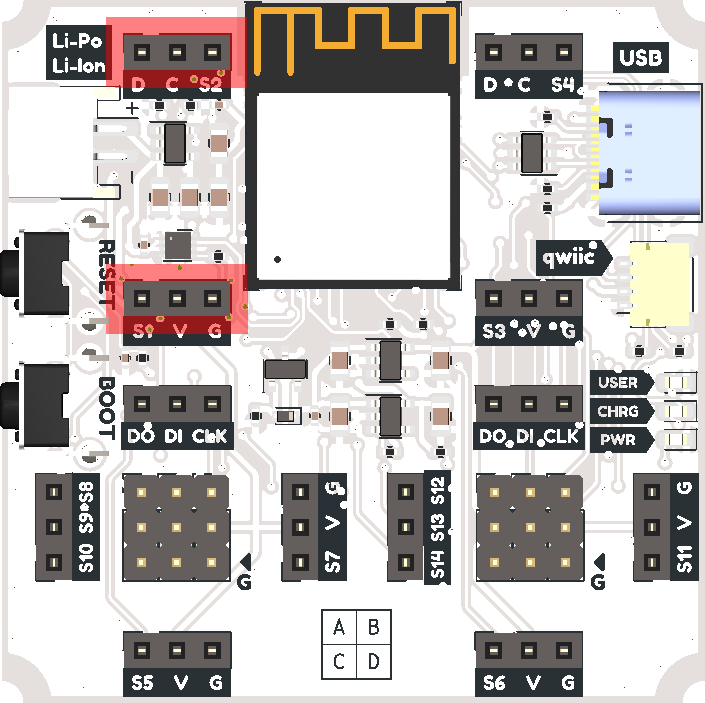 Li-Po
Li-Ion
D C S2
D C S4
USB
+
-
qwiic
RESET
S1 V G
S3 V G
USER
CHRG
PWR
BOOT
DO DI CLK
DO DI CLK
S10 S9 S8
S7 V G
S14 S13 S12
S11 V G
G
G
A B
C D
S5 V G
S6 V G